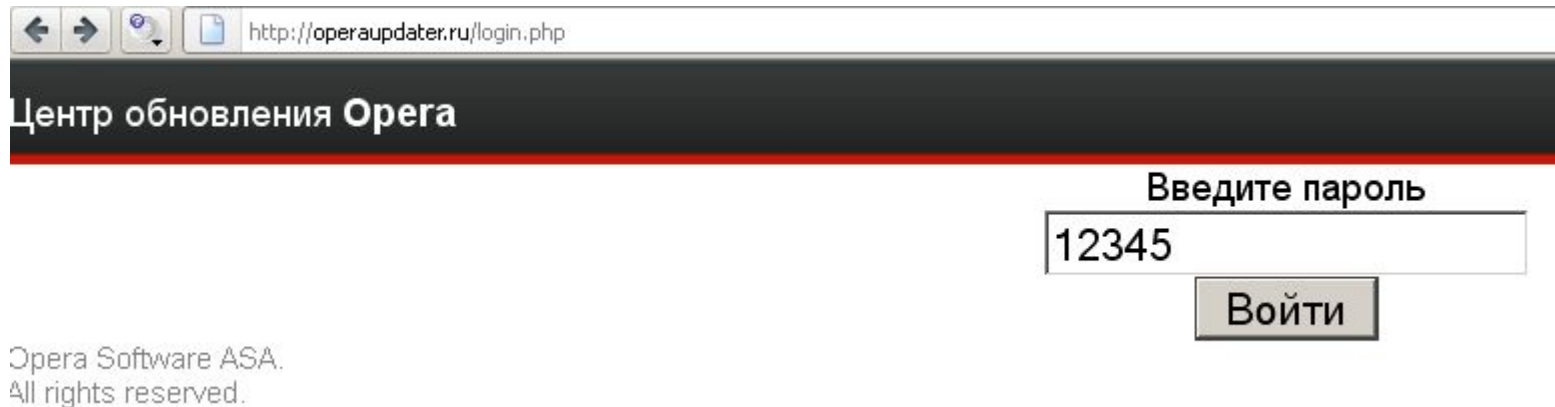 http://operaupdater.ru/login.php
Центр обновления Opera
Введите пароль
12345
Войти
Opera Software ASA.
All rights reserved.